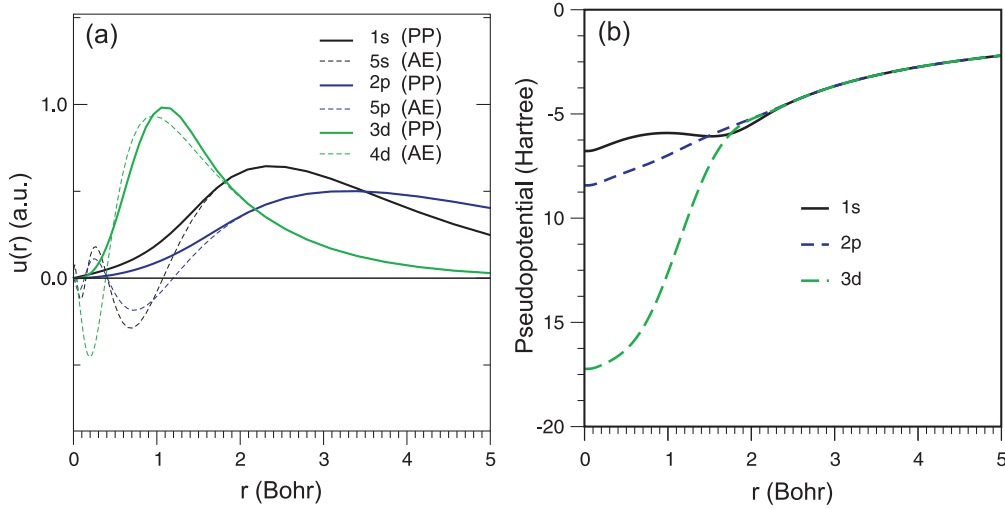 (a)
1s (PP)
5s (AE)
2p (PP)
5p (AE)
3d (PP)
4d (AE)
1.0
0.0
u(r) (a.u.)
0 1 2 3 4 5
r (Bohr)
(b)
0
-5
10
15
-20
Pseudopotential (Hartree)
1s
2p
3d
0 1 2 3 4 5
r (Bohr)